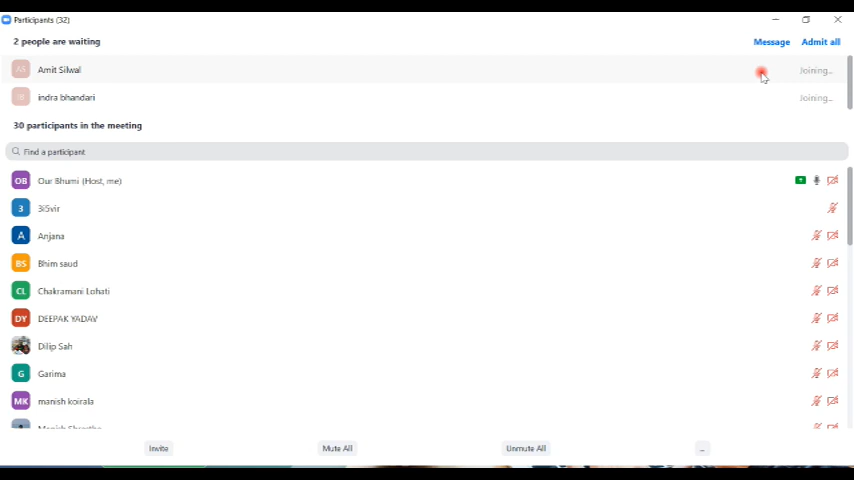 Participants (32)
2 people are waiting
Message Admit all
AS Amit Silwal Joining...
indra bhandari Joining...
30 participants in the meeting
Find a participant
OB Our Bhumi (Host, me)
3 3i5vir
A Anjana
BS Bhim saud
CL Chakramani Lohati
DY DEEPAK YADAV
Dilip Sah
G Garima
MK manish koirala
Invite Mute All Unmute All ...